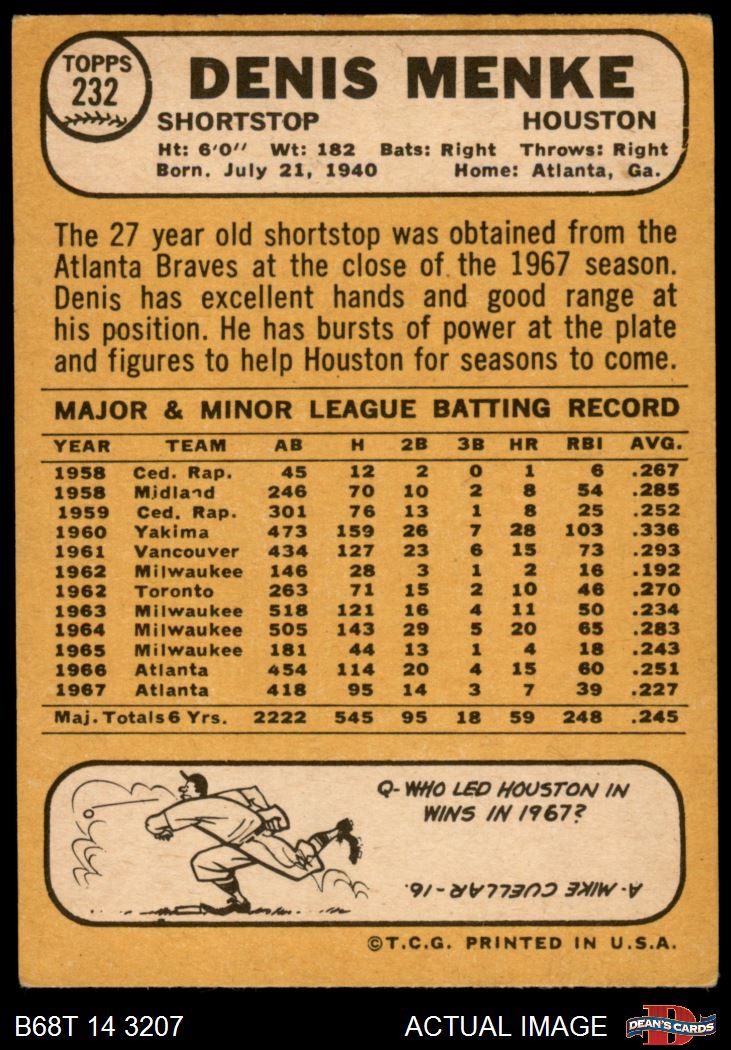 TOPPS
232
DENIS MENKE
SHORTSTOP HOUSTON
Ht: 6'0" Wt: 182 Bats: Right Throws: Right
Born. July 21, 1940 Home: Atlanta, Ga.
The 27 year old shortstop was obtained from the
Atlanta Braves at the close of the 1967 season.
Denis has excellent hands and good range at
his position. He has bursts of power at the plate
and figures to help Houston for seasons to come.
MAJOR & MINOR LEAGUE BATTING RECORD
YEAR TEAM AB H 2B 3B HR RBI AVG.
1958 Ced. Rap. 45 12 2 0 1 6 .267
1958 Midland 246 70 10 2 8 54 .285
1959 Ced. Rap. 301 76 13 1 8 25 .252
1960 Yakima 473 159 26 7 28 103 .336
1961 Vancouver 434 127 23 6 15 73 .293
1962 Milwaukee 146 28 3 1 2 16 .192
1962 Toronto 263 71 15 2 10 46 .270
1963 Milwaukee 518 121 16 4 11 50 .234
1964 Milwaukee 505 143 29 5 20 65 .283
1965 Milwaukee 181 44 13 1 4 18 .243
1966 Atlanta 454 114 20 4 15 60 .251
1967 Atlanta 418 95 14 3 7 39 .227
Maj. Totals 6 Yrs. 2222 545 95 18 59 248 .245
Q- WHO LED HOUSTON IN
WINS IN 1967?
A- MIKE CUELLAR-16.
©T.C.G. PRINTED IN U.S.A.
B68T 14 3207 ACTUAL IMAGE D DEAN'S CARDS